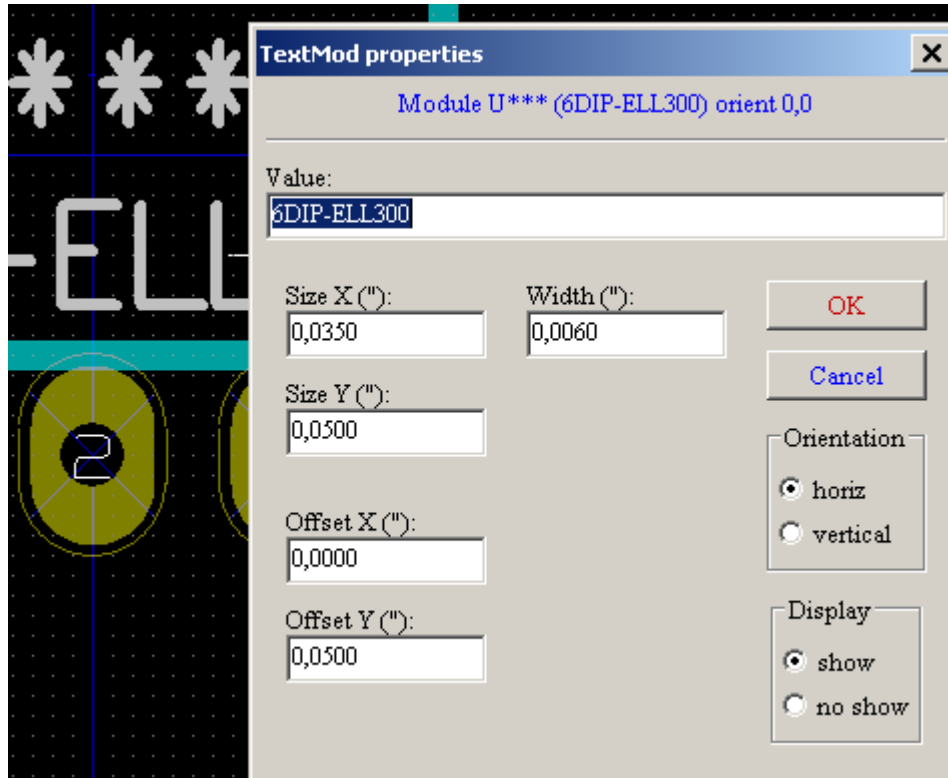 ***
-ELL
2
TextMod properties
Module U*** (6DIP-ELL300) orient 0,0
Value:
6DIP-ELL300
Size X ("):
0,0350
Width ("):
0,0060
OK
Size Y ("):
0,0500
Cancel
Orientation
horiz
vertical
Offset X ("):
0,0000
Offset Y ("):
0,0500
Display
show
no show